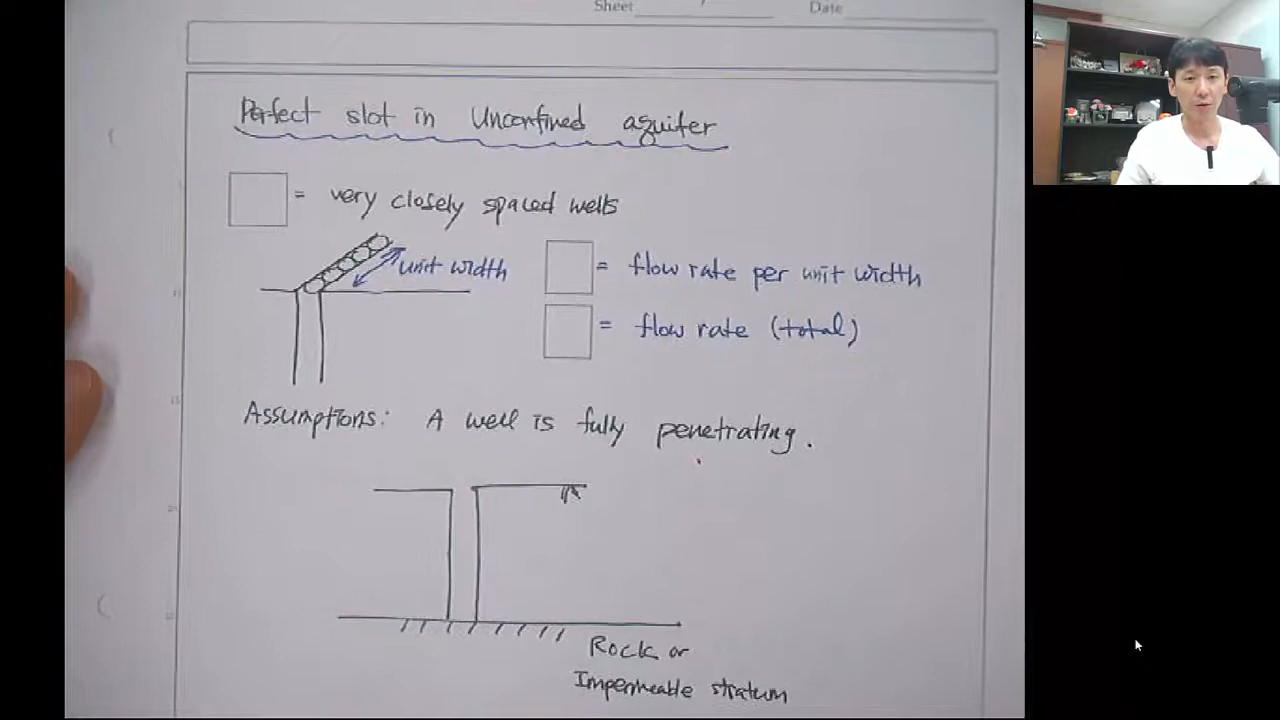 Sheet
Date
Perfect slot in Unconfined aquifer
= very closely spaced wells
unit width
= flow rate per unit width
= flow rate (total)
Assumptions: A well is fully penetrating.
Rock or
Impermeable stratum